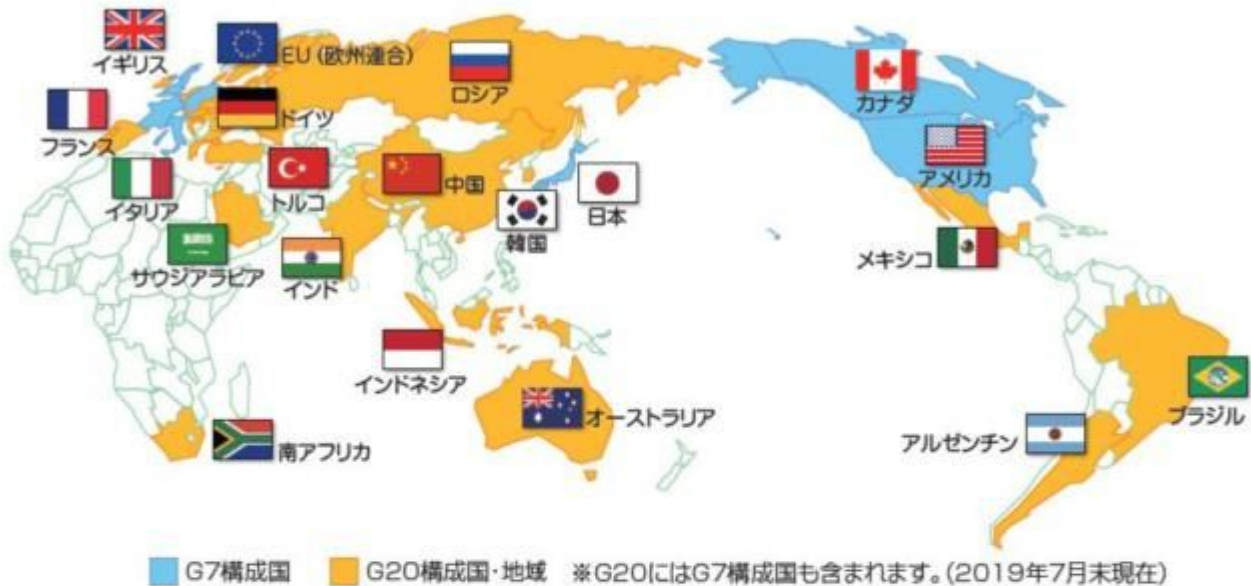 イギリス
EU（欧州連合）
ロシア
カナダ
フランス
ドイツ
アメリカ
イタリア
トルコ
中国
日本
韓国
サウジアラビア
インド
メキシコ
インドネシア
オーストラリア
ブラジル
南アフリカ
アルゼンチン
G7構成国
G20構成国・地域
※G20にはG7構成国も含まれます。(2019年7月末現在)